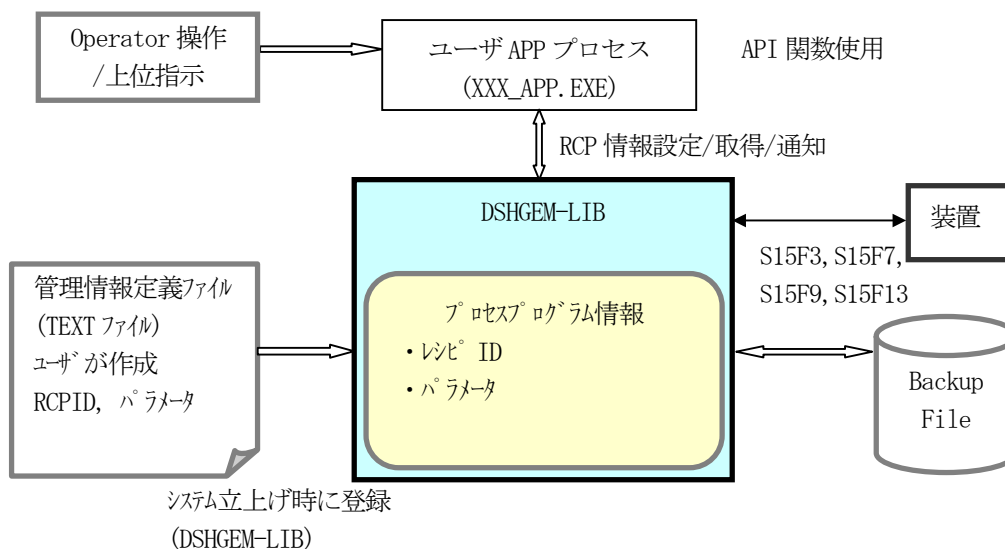 Operator 操作
/上位指示
ユーザ APP プロセス
(XXX_APP.EXE)
API 関数使用
RCP 情報設定/取得/通知
DSHGEM-LIB
装置
S15F3, S15F7,
S15F9, S15F13
管理情報定義ﾌｧｲﾙ
(TEXT ﾌｧｲﾙ)
ﾕｰｻﾞが作成
RCPID, ﾊﾟﾗﾒｰﾀ
ﾌﾟﾛｾｽﾌﾟﾛｸﾞﾗﾑ情報
・ﾚｼﾋﾟ ID
・ﾊﾟﾗﾒｰﾀ
Backup
File
ｼｽﾃﾑ立上げ時に登録
(DSHGEM-LIB)